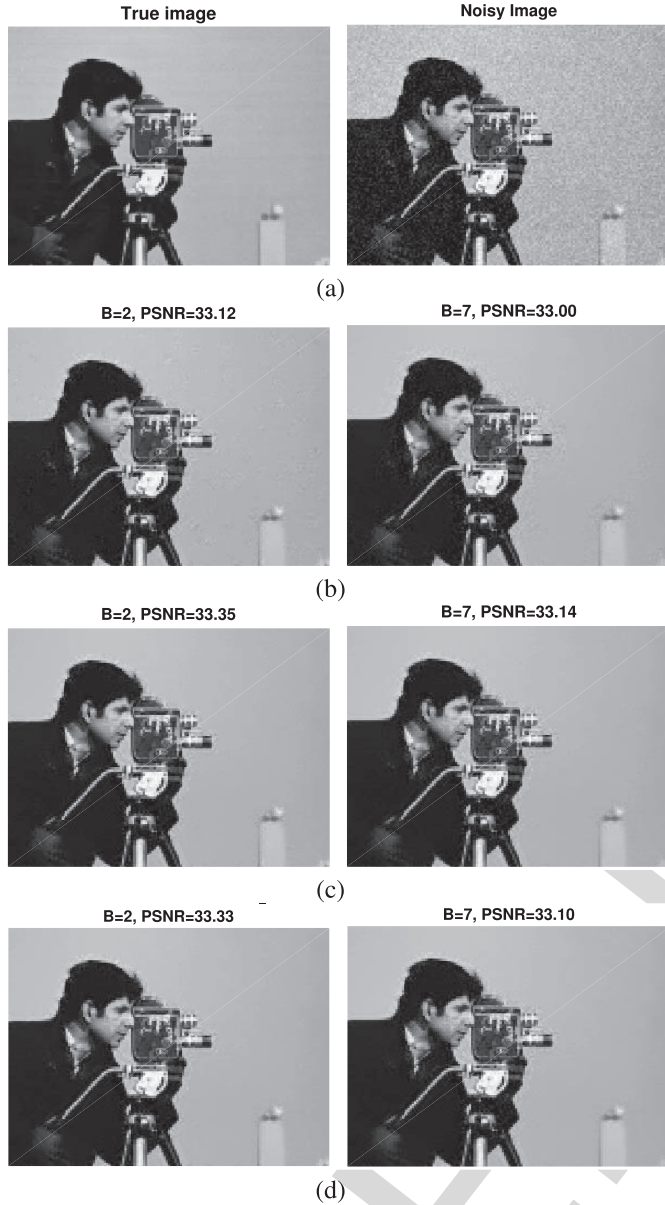 True image
Noisy Image
(a)
B=2, PSNR=33.12
B=7, PSNR=33.00
(b)
B=2, PSNR=33.35
B=7, PSNR=33.14
(c)
B=2, PSNR=33.33
B=7, PSNR=33.10
(d)